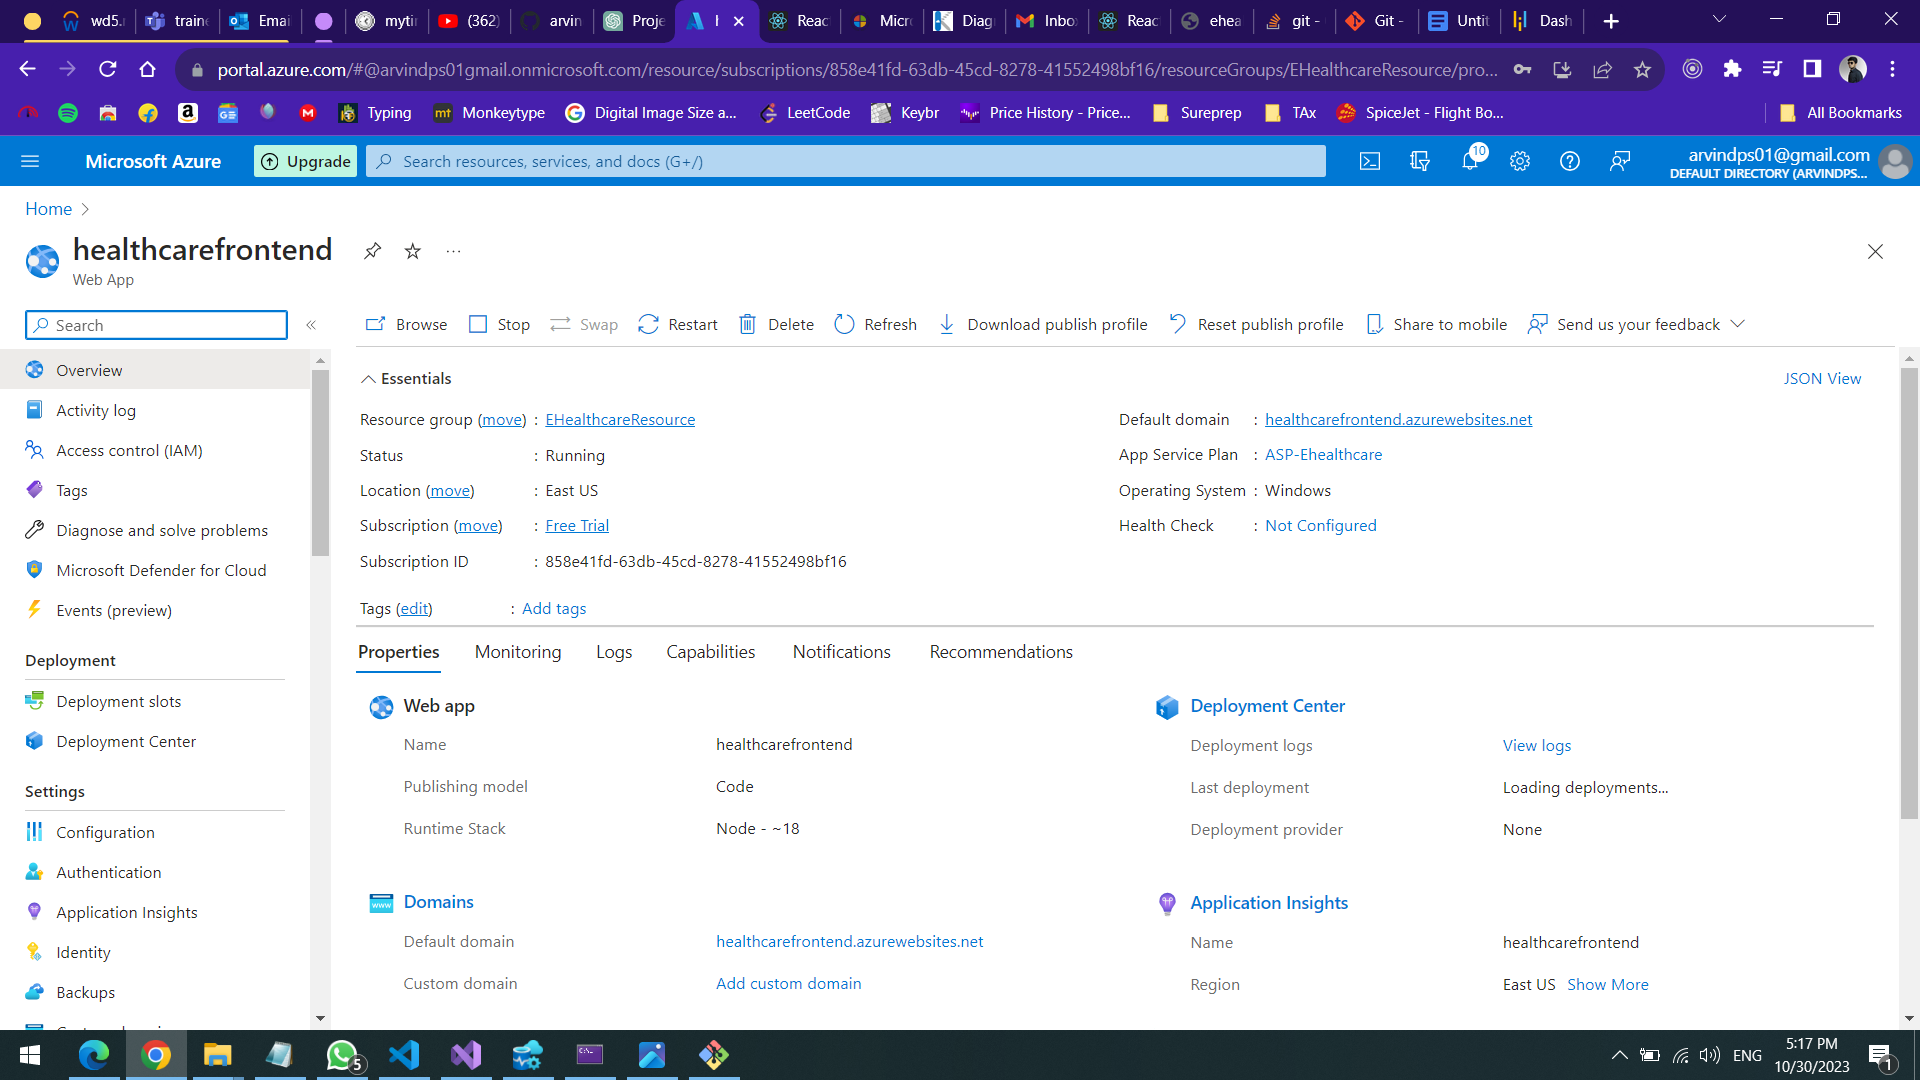 wd5.
traine
Emai
mytin
(362)
arvin
Proje
Reac
Micro
Diag
Inbo
Reac
ehea
git -
Git -
Untit
Dash
portal.azure.com/#@arvindps01gmail.onmicrosoft.com/resource/subscriptions/858e41fd-63db-45cd-8278-41552498bf16/resourceGroups/EHealthcareResource/pro...
Typing
mt Monkeytype
Digital Image Size a...
LeetCode
Keybr
Price History - Price...
Sureprep
TAx
SpiceJet - Flight Bo...
All Bookmarks
Microsoft Azure
Upgrade
Search resources, services, and docs (G+/)
10
arvindps01@gmail.com
DEFAULT DIRECTORY (ARVINDPS...
Home
healthcarefrontend
Web App
Search
Browse
Stop
Swap
Restart
Delete
Refresh
Download publish profile
Reset publish profile
Share to mobile
Send us your feedback
Overview
Activity log
Access control (IAM)
Tags
Diagnose and solve problems
Microsoft Defender for Cloud
Events (preview)
Deployment
Deployment slots
Deployment Center
Settings
Configuration
Authentication
Application Insights
Identity
Backups
Essentials
JSON View
Resource group (move) : EHealthcareResource
Status : Running
Location (move) : East US
Subscription (move) : Free Trial
Subscription ID : 858e41fd-63db-45cd-8278-41552498bf16
Default domain : healthcarefrontend.azurewebsites.net
App Service Plan : ASP-Ehealthcare
Operating System : Windows
Health Check : Not Configured
Tags (edit) : Add tags
Properties
Monitoring
Logs
Capabilities
Notifications
Recommendations
Web app
Name healthcarefrontend
Publishing model Code
Runtime Stack Node - ~18
Domains
Default domain healthcarefrontend.azurewebsites.net
Custom domain Add custom domain
Deployment Center
Deployment logs View logs
Last deployment Loading deployments...
Deployment provider None
Application Insights
Name healthcarefrontend
Region East US Show More
5
ENG
5:17 PM
10/30/2023
1